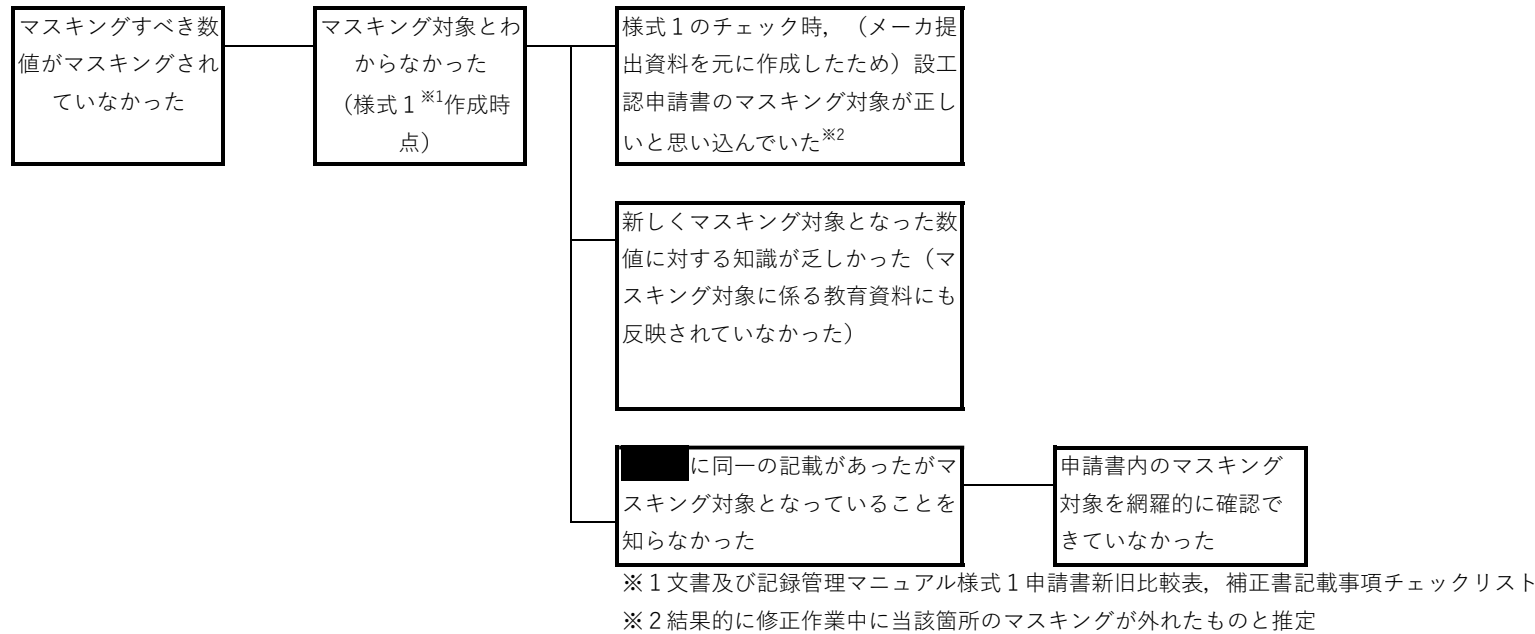 マスキングすべき数
値がマスキングされ
ていなかった
マスキング対象とわ
からなかった
（様式１※1作成時
点）
様式１のチェック時，（メーカ提
出資料を元に作成したため）設工
認申請書のマスキング対象が正し
いと思い込んでいた※2
新しくマスキング対象となった数
値に対する知識が乏しかった（マ
スキング対象に係る教育資料にも
反映されていなかった）
に同一の記載があったがマ
スキング対象となっていることを
知らなかった
申請書内のマスキング
対象を網羅的に確認で
きていなかった
※１文書及び記録管理マニュアル様式１申請書新旧比較表，補正書記載事項チェックリスト
※２結果的に修正作業中に当該箇所のマスキングが外れたものと推定